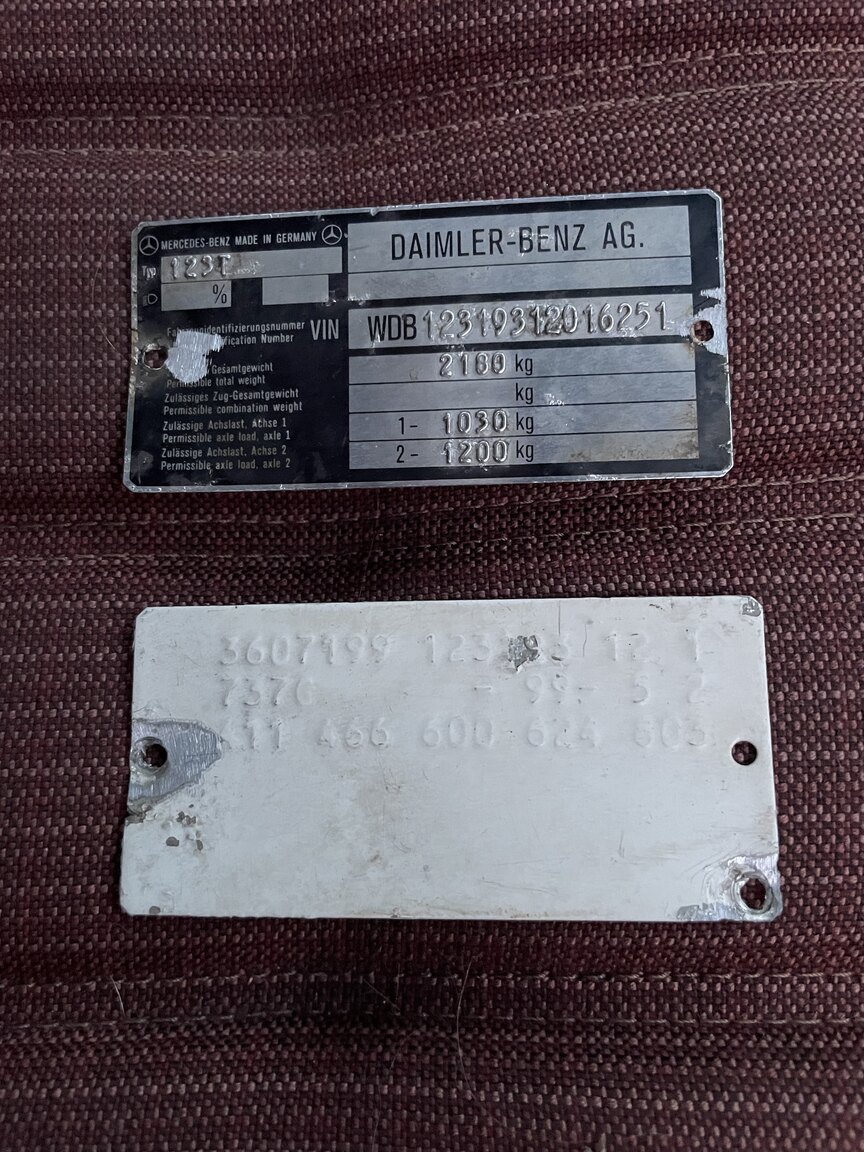 MERCEDES-BENZ MADE IN GERMANY
DAIMLER-BENZ AG.
Typ 123T
%
VIN WDB12319312016251
Gesamtgewicht 2180 kg
Permissible total weight
Zulässiges Zug-Gesamtgewicht kg
Permissible combination weight
Zulässige Achslast, Achse 1 1- 1030 kg
Permissible axle load, axle 1
Zulässige Achslast, Achse 2 2- 1200 kg
Permissible axle load, axle 2
3607199 123 12 T
737G - 99- 5 2
466 600 624